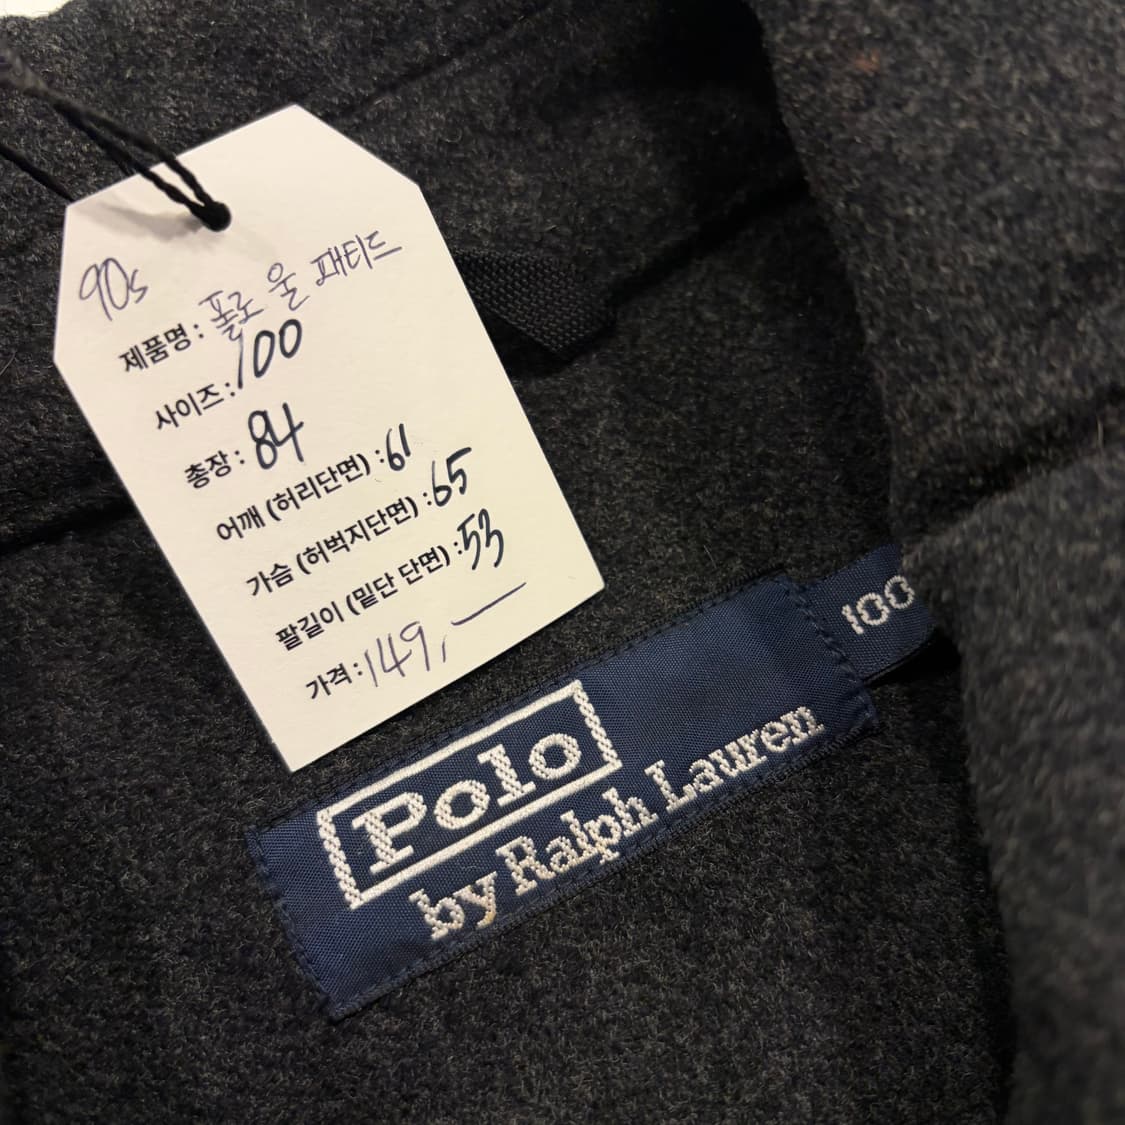 90s
제품명 : 폴로 울 패티드
사이즈 : 100
총장 : 84
어깨 (허리단면) : 61
가슴 (허벅지단면) : 65
팔길이 (밑단 단면) : 53
가격 : 149,—
100
Polo
by Ralph Lauren